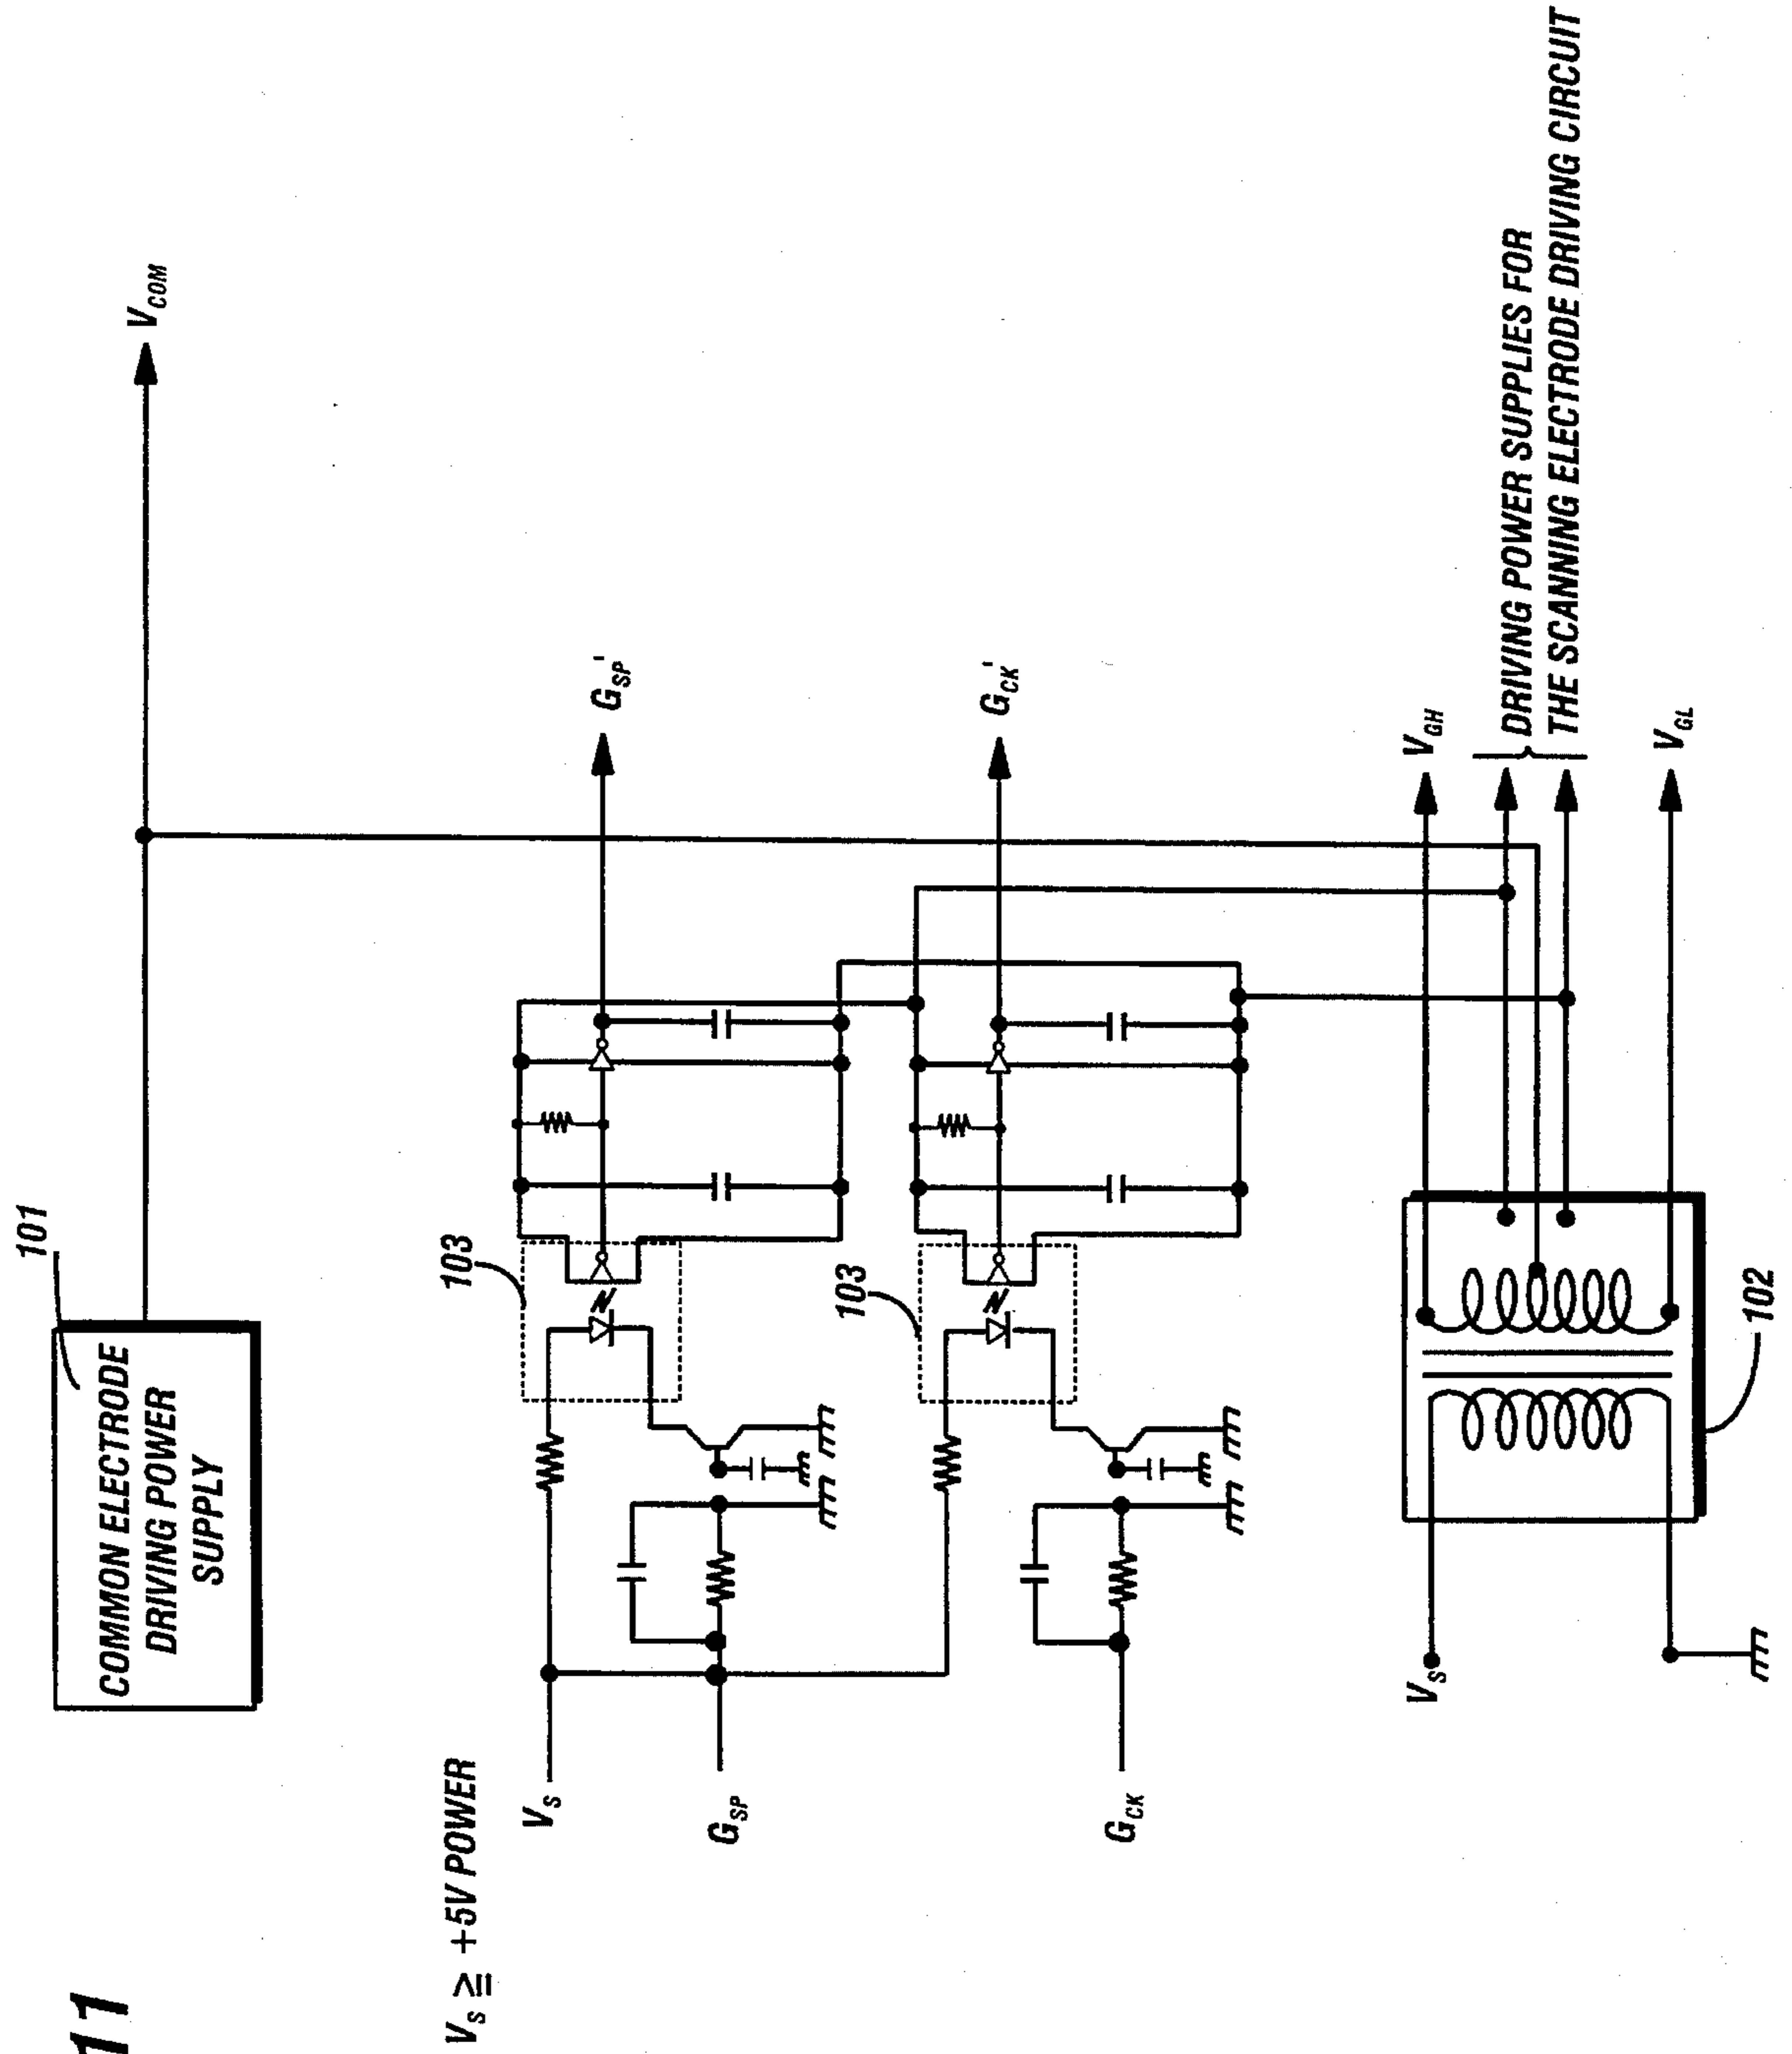 11
101
COMMON ELECTRODE
DRIVING POWER
SUPPLY
V_COM
V_S ≧ +5V POWER
V_S
103
G_SP
G_SP'
103
G_CK
G_CK'
V_S
V_GH
DRIVING POWER SUPPLIES FOR
THE SCANNING ELECTRODE DRIVING CIRCUIT
V_GL
102